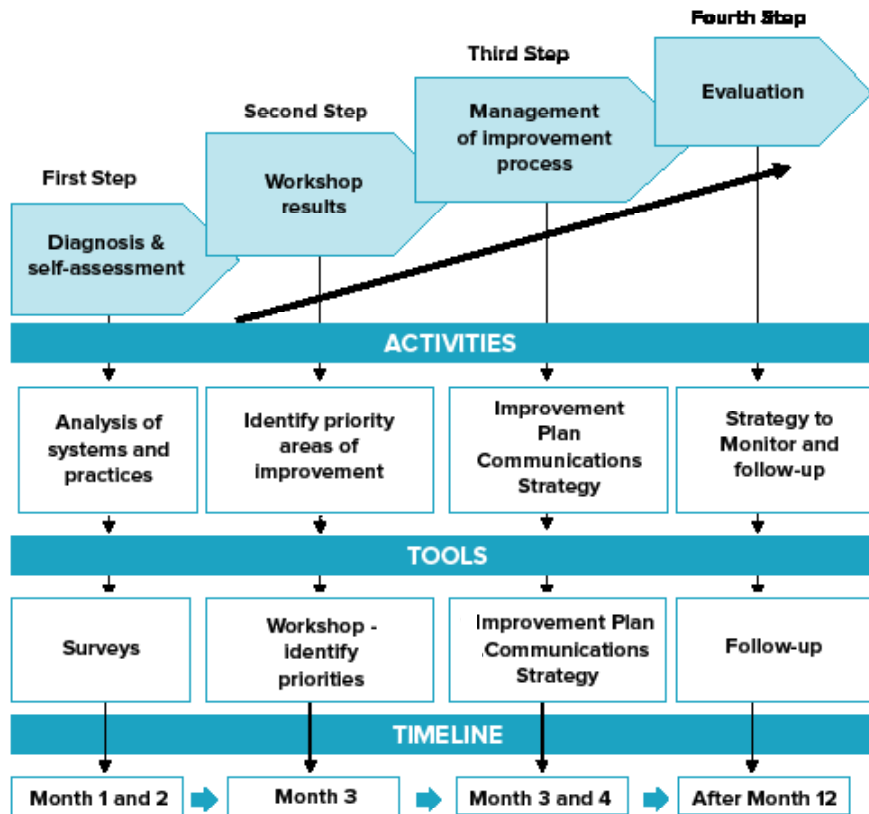 Fourth Step
Evaluation
Third Step
Management
of improvement
process
Second Step
Workshop
results
First Step
Diagnosis &
self-assessment
ACTIVITIES
Analysis of
systems and
practices
Identify priority
areas of
improvement
Improvement
Plan
Communications
Strategy
Strategy to
Monitor and
follow-up
TOOLS
Surveys
Workshop -
identify
priorities
Improvement Plan
.Communications
Strategy
Follow-up
TIMELINE
Month 1 and 2
Month 3
Month 3 and 4
After Month 12